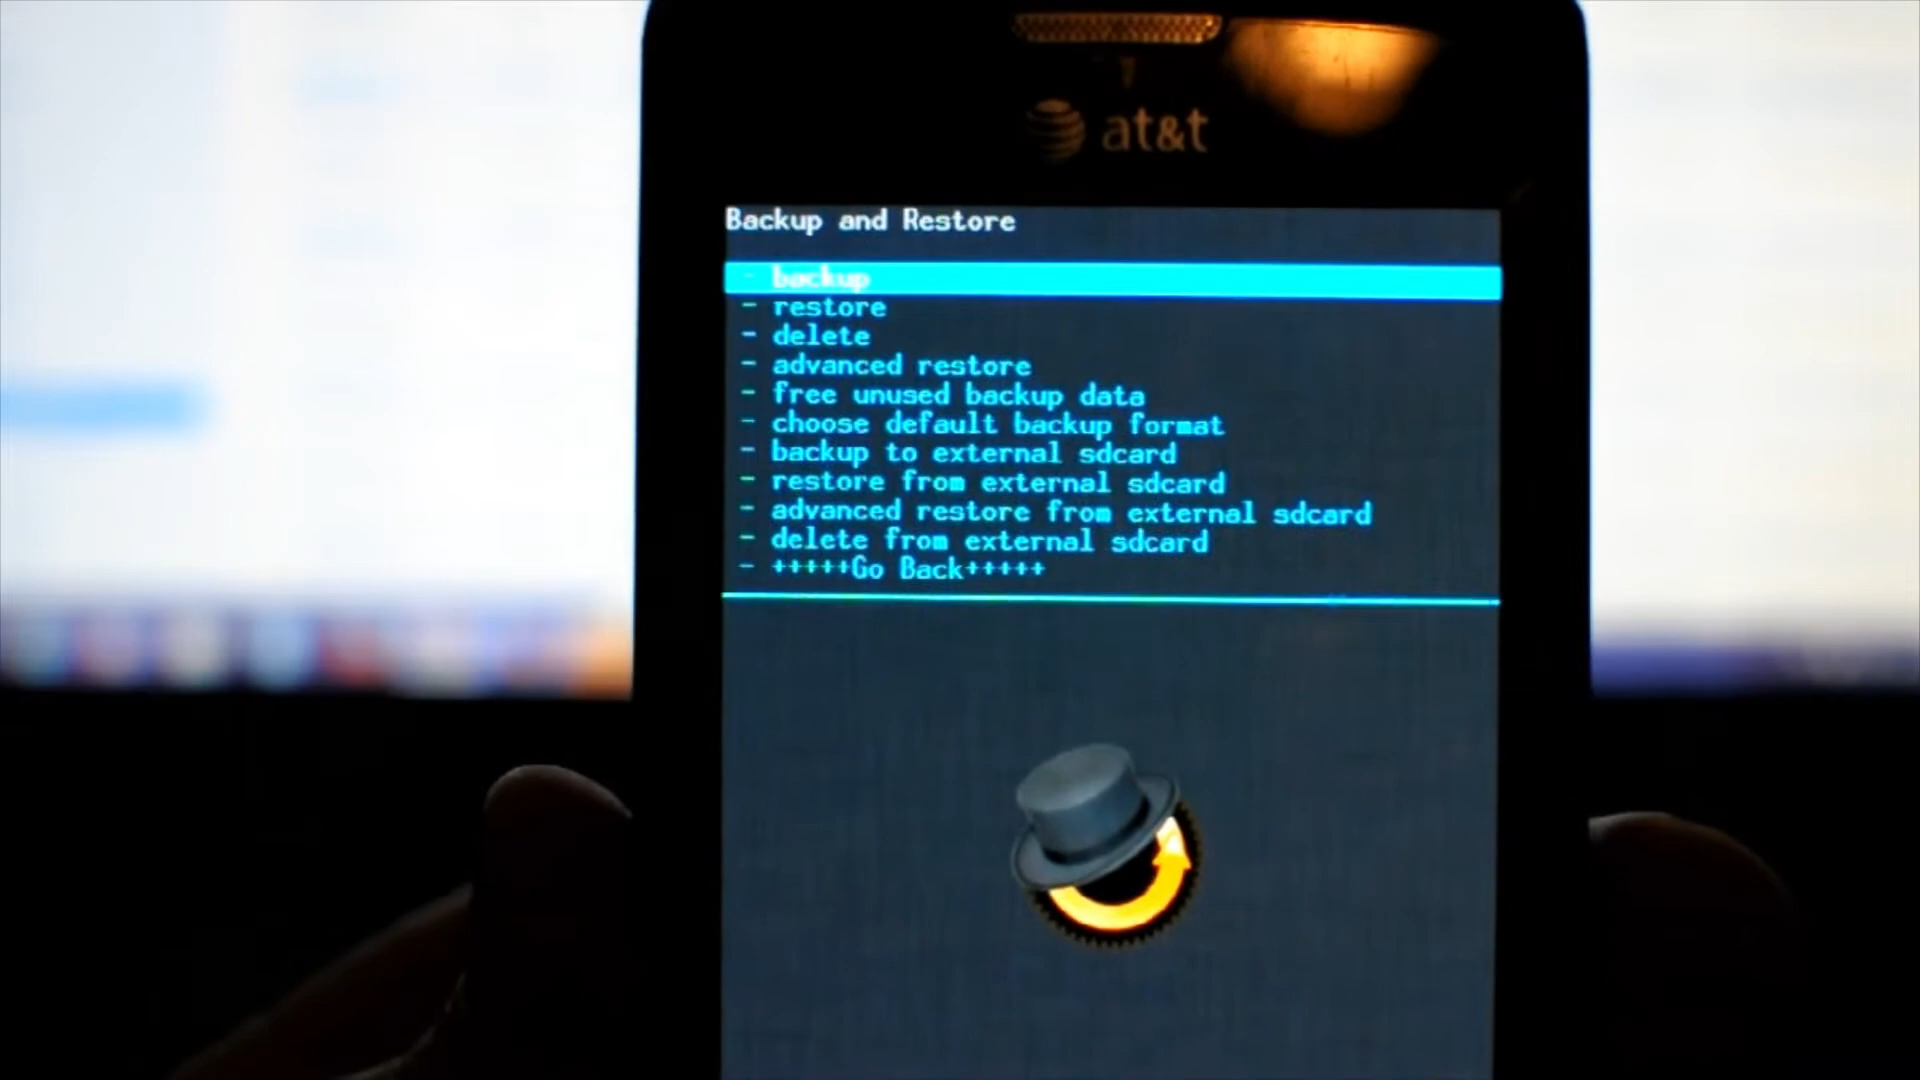 at&t
Backup and Restore
- backup
- restore
- delete
- advanced restore
- free unused backup data
- choose default backup format
- backup to external sdcard
- restore from external sdcard
- advanced restore from external sdcard
- delete from external sdcard
- +++++Go Back+++++